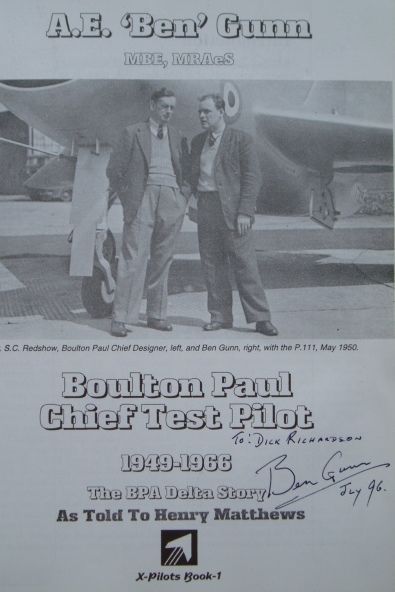 A.E. ‘Ben’ Gunn
MBE, MRAeS
. S.C. Redshow, Boulton Paul Chief Designer, left, and Ben Gunn, right, with the P.111, May 1950.
Boulton Paul
Chief Test Pilot
To: DICK RICHARDSON
1949-1966
Ben Gunn
The BPA Delta Story
JLY 96.
As Told To Henry Matthews
X-Pilots Book-1